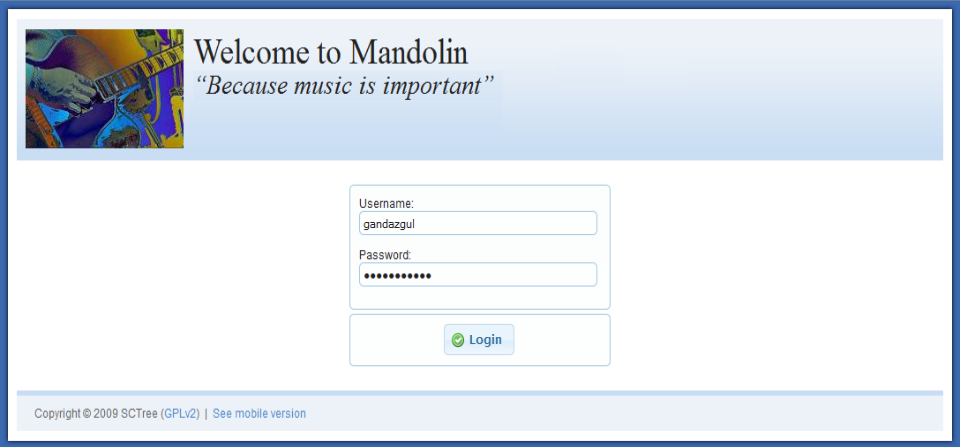 Welcome to Mandolin
“Because music is important”
Username:
gandazgul
Password:
•••••••••••
Login
Copyright © 2009 SCTree (GPLv2) | See mobile version